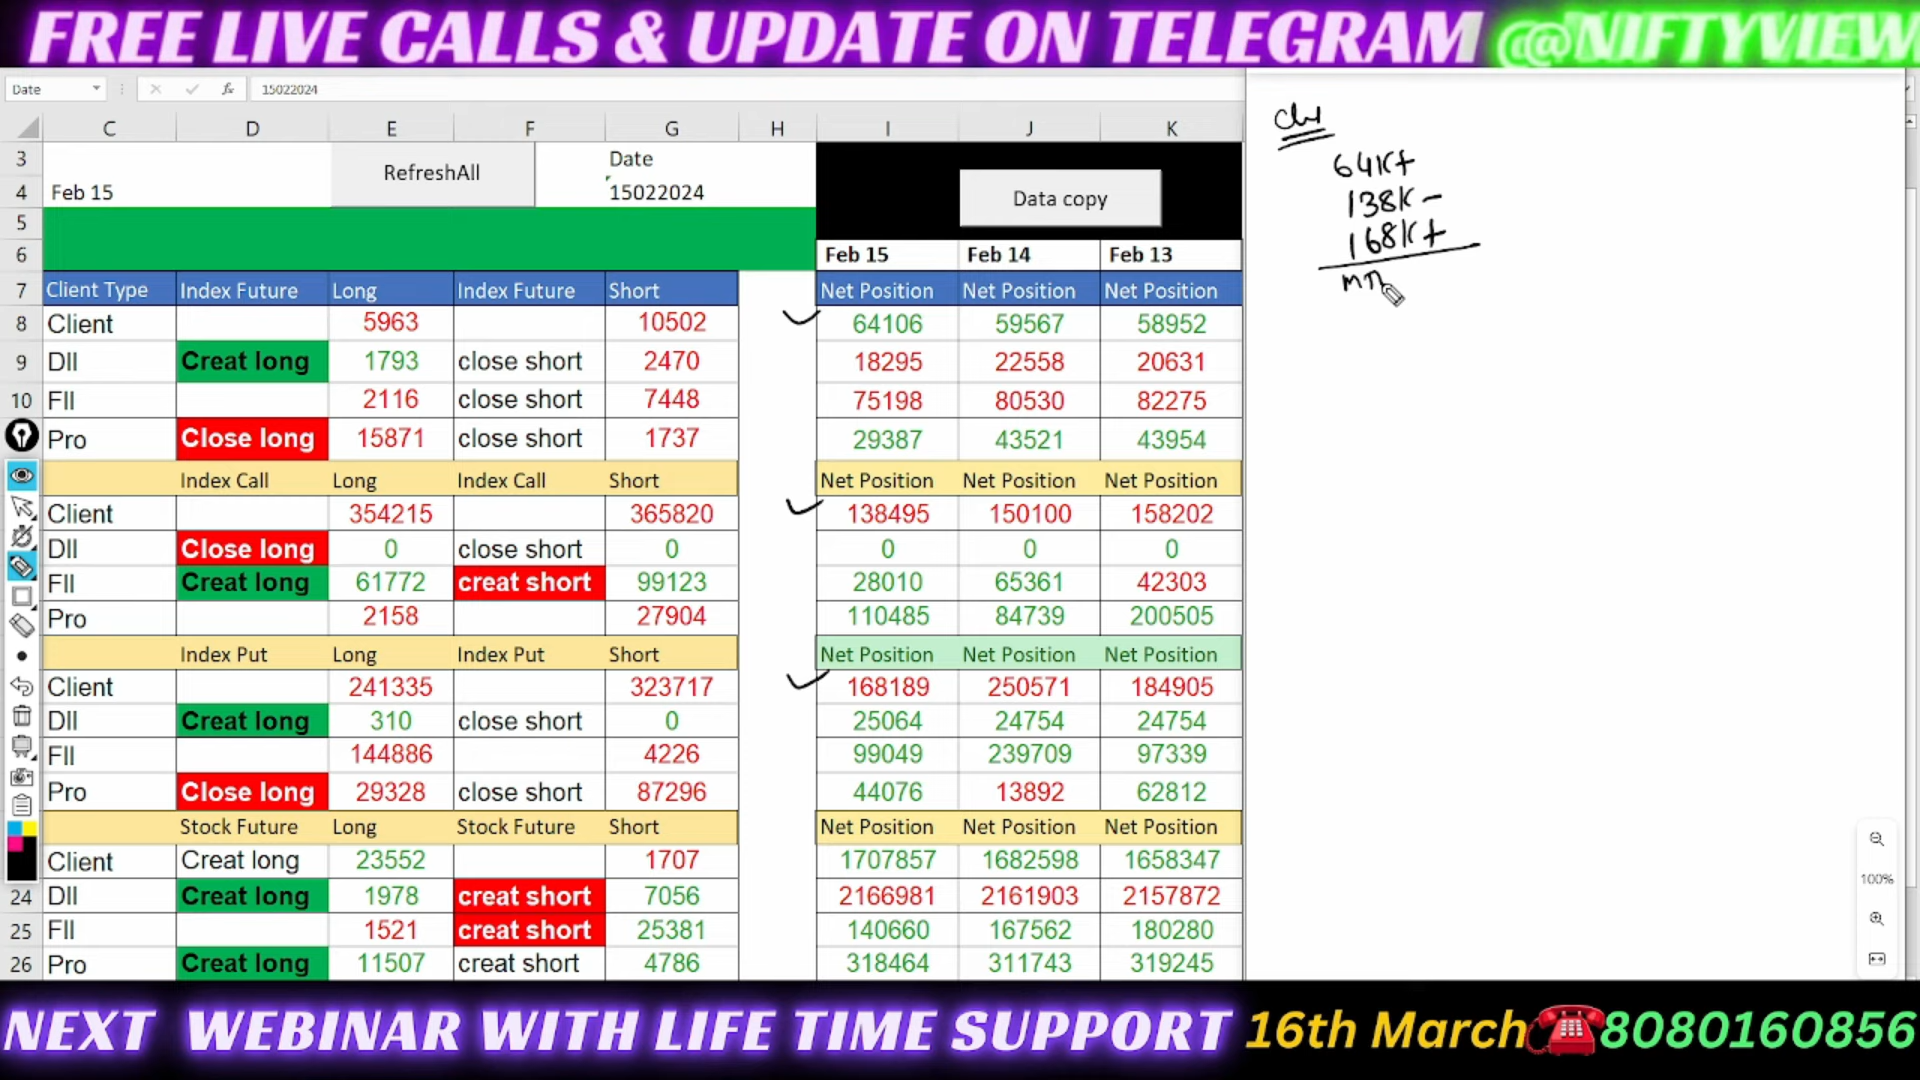 FREE LIVE CALLS & UPDATE ON TELEGRAM @NIFTYVIEW
Date 15022024
C D E F G H I J K
3 RefreshAll Date
4 Feb 15 15022024 Data copy
5
6 Feb 15 Feb 14 Feb 13
7 Client Type Index Future Long Index Future Short Net Position Net Position Net Position
8 Client 5963 10502 64106 59567 58952
9 DII Creat long 1793 close short 2470 18295 22558 20631
10 FII 2116 close short 7448 75198 80530 82275
Pro Close long 15871 close short 1737 29387 43521 43954
Index Call Long Index Call Short Net Position Net Position Net Position
Client 354215 365820 138495 150100 158202
DII Close long 0 close short 0 0 0 0
FII Creat long 61772 creat short 99123 28010 65361 42303
Pro 2158 27904 110485 84739 200505
Index Put Long Index Put Short Net Position Net Position Net Position
Client 241335 323717 168189 250571 184905
DII Creat long 310 close short 0 25064 24754 24754
FII 144886 4226 99049 239709 97339
Pro Close long 29328 close short 87296 44076 13892 62812
Stock Future Long Stock Future Short Net Position Net Position Net Position
Client Creat long 23552 1707 1707857 1682598 1658347
24 DII Creat long 1978 creat short 7056 2166981 2161903 2157872
25 FII 1521 creat short 25381 140660 167562 180280
26 Pro Creat long 11507 creat short 4786 318464 311743 319245
64K+
138K-
168K+
100%
NEXT WEBINAR WITH LIFE TIME SUPPORT 16th March 8080160856